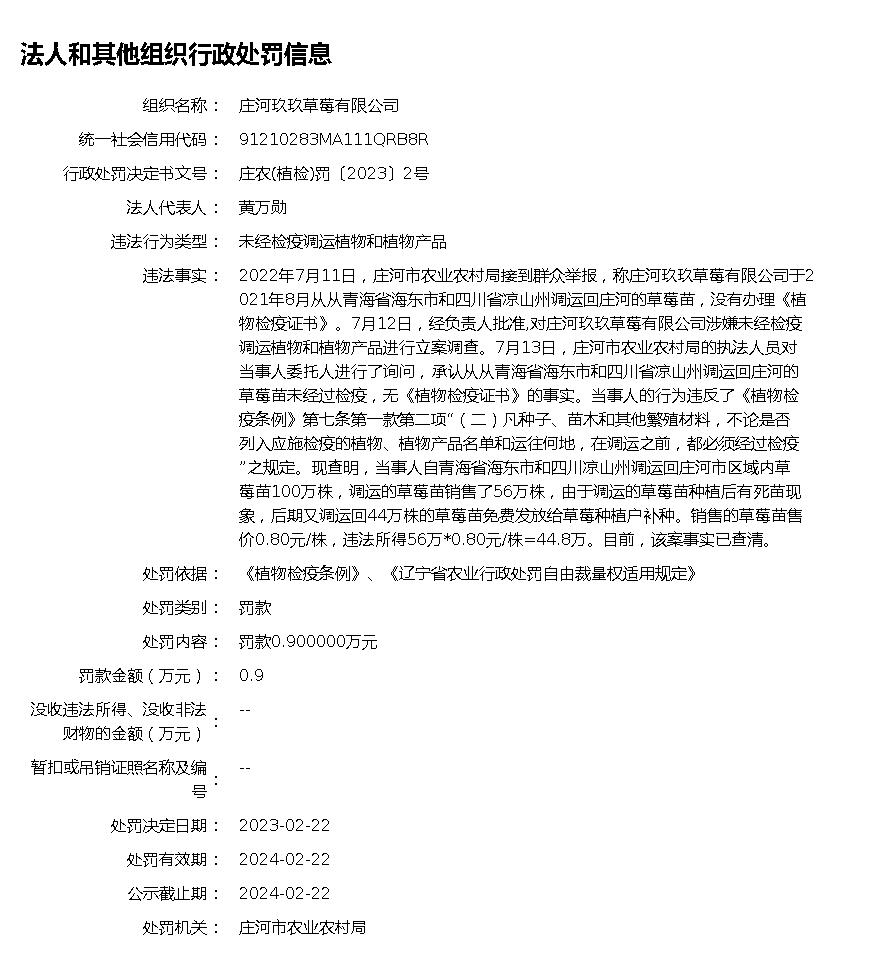 法人和其他组织行政处罚信息
组织名称： 庄河玖玖草莓有限公司
统一社会信用代码： 91210283MA111QRB8R
行政处罚决定书文号： 庄农(植检)罚〔2023〕2号
法人代表人： 黄万勋
违法行为类型： 未经检疫调运植物和植物产品
违法事实： 2022年7月11日，庄河市农业农村局接到群众举报，称庄河玖玖草莓有限公司于2
021年8月从从青海省海东市和四川省凉山州调运回庄河的草莓苗，没有办理《植
物检疫证书》。7月12日，经负责人批准,对庄河玖玖草莓有限公司涉嫌未经检疫
调运植物和植物产品进行立案调查。7月13日，庄河市农业农村局的执法人员对
当事人委托人进行了询问，承认从从青海省海东市和四川省凉山州调运回庄河的
草莓苗未经过检疫，无《植物检疫证书》的事实。当事人的行为违反了《植物检
疫条例》第七条第一款第二项“（二）凡种子、苗木和其他繁殖材料，不论是否
列入应施检疫的植物、植物产品名单和运往何地，在调运之前，都必须经过检疫
”之规定。现查明，当事人自青海省海东市和四川凉山州调运回庄河市区域内草
莓苗100万株，调运的草莓苗销售了56万株，由于调运的草莓苗种植后有死苗现
象，后期又调运回44万株的草莓苗免费发放给草莓种植户补种。销售的草莓苗售
价0.80元/株，违法所得56万*0.80元/株=44.8万。目前，该案事实已查清。
处罚依据： 《植物检疫条例》、《辽宁省农业行政处罚自由裁量权适用规定》
处罚类别： 罚款
处罚内容： 罚款0.900000万元
罚款金额（万元）： 0.9
没收违法所得、没收非法
财物的金额（万元）： --
暂扣或吊销证照名称及编
号： --
处罚决定日期： 2023-02-22
处罚有效期： 2024-02-22
公示截止期： 2024-02-22
处罚机关： 庄河市农业农村局